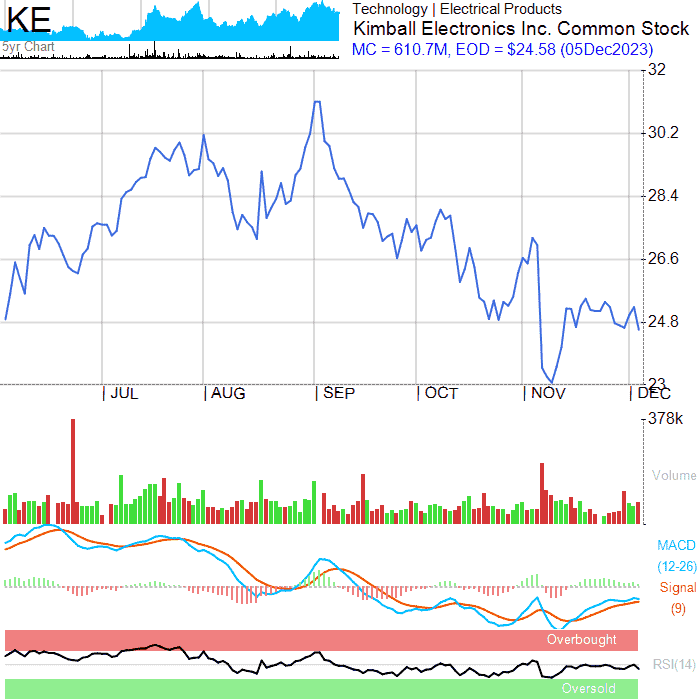 KE
5yr Chart
Technology | Electrical Products
Kimball Electronics Inc. Common Stock
MC = 610.7M, EOD = $24.58 (05Dec2023)
32
30.2
28.4
26.6
24.8
23
JUL
AUG
SEP
OCT
NOV
DEC
378k
Volume
MACD
(12-26)
Signal
(9)
Overbought
RSI(14)
Oversold